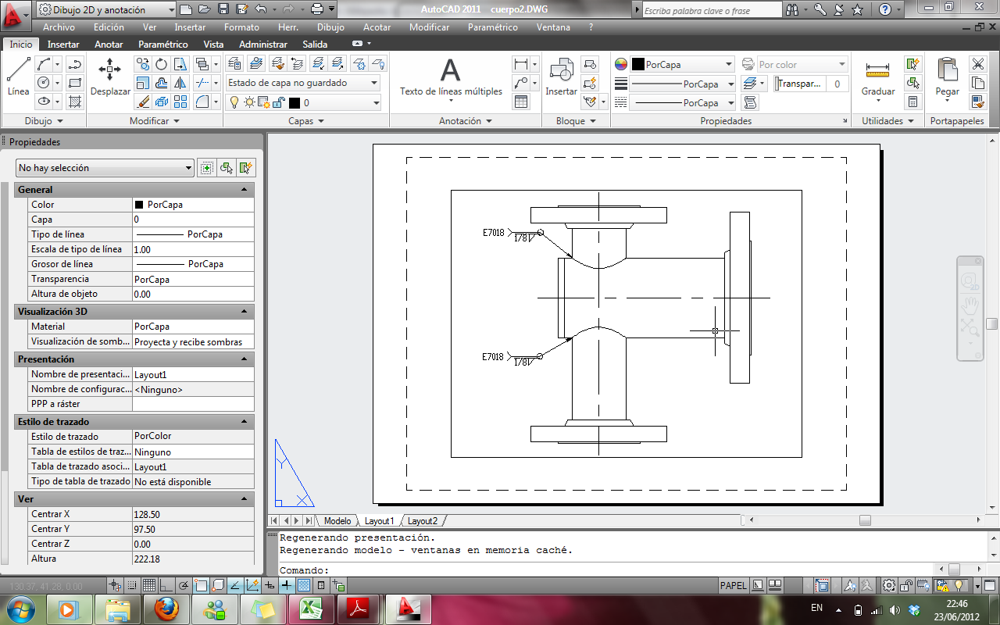 Dibujo 2D y anotación
AutoCAD 2011 cuerpo2.DWG
Escriba palabra clave o frase
Archivo Edición Ver Insertar Formato Herr. Dibujo Acotar Modificar Paramétrico Ventana ?
Inicio Insertar Anotar Paramétrico Vista Administrar Salida
Línea
Desplazar
Estado de capa no guardado
0
A
Texto de líneas múltiples
Insertar
PorCapa
PorCapa
PorCapa
Por color
Transpar... 0
Graduar
Pegar
Dibujo Modificar Capas Anotación Bloque Propiedades Utilidades Portapapeles
Propiedades
No hay selección
General
Color PorCapa
Capa 0
Tipo de línea PorCapa
Escala de tipo de línea 1.00
Grosor de línea PorCapa
Transparencia PorCapa
Altura de objeto 0.00
Visualización 3D
Material PorCapa
Visualización de somb... Proyecta y recibe sombras
Presentación
Nombre de presentaci... Layout1
Nombre de configurac... <Ninguno>
PPP a ráster
Estilo de trazado
Estilo de trazado PorColor
Tabla de estilos de traz... Ninguno
Tabla de trazado asoci... Layout1
Tipo de tabla de trazado No está disponible
Ver
Centrar X 128.50
Centrar Y 97.50
Centrar Z 0.00
Altura 222.18
E7018
1/8
E7018
1/8
2D
Y
X
Modelo Layout1 Layout2
Regenerando presentación.
Regenerando modelo - ventanas en memoria caché.
Comando:
130.37, 41.28, 0.00
PAPEL
EN
22:46
23/06/2012